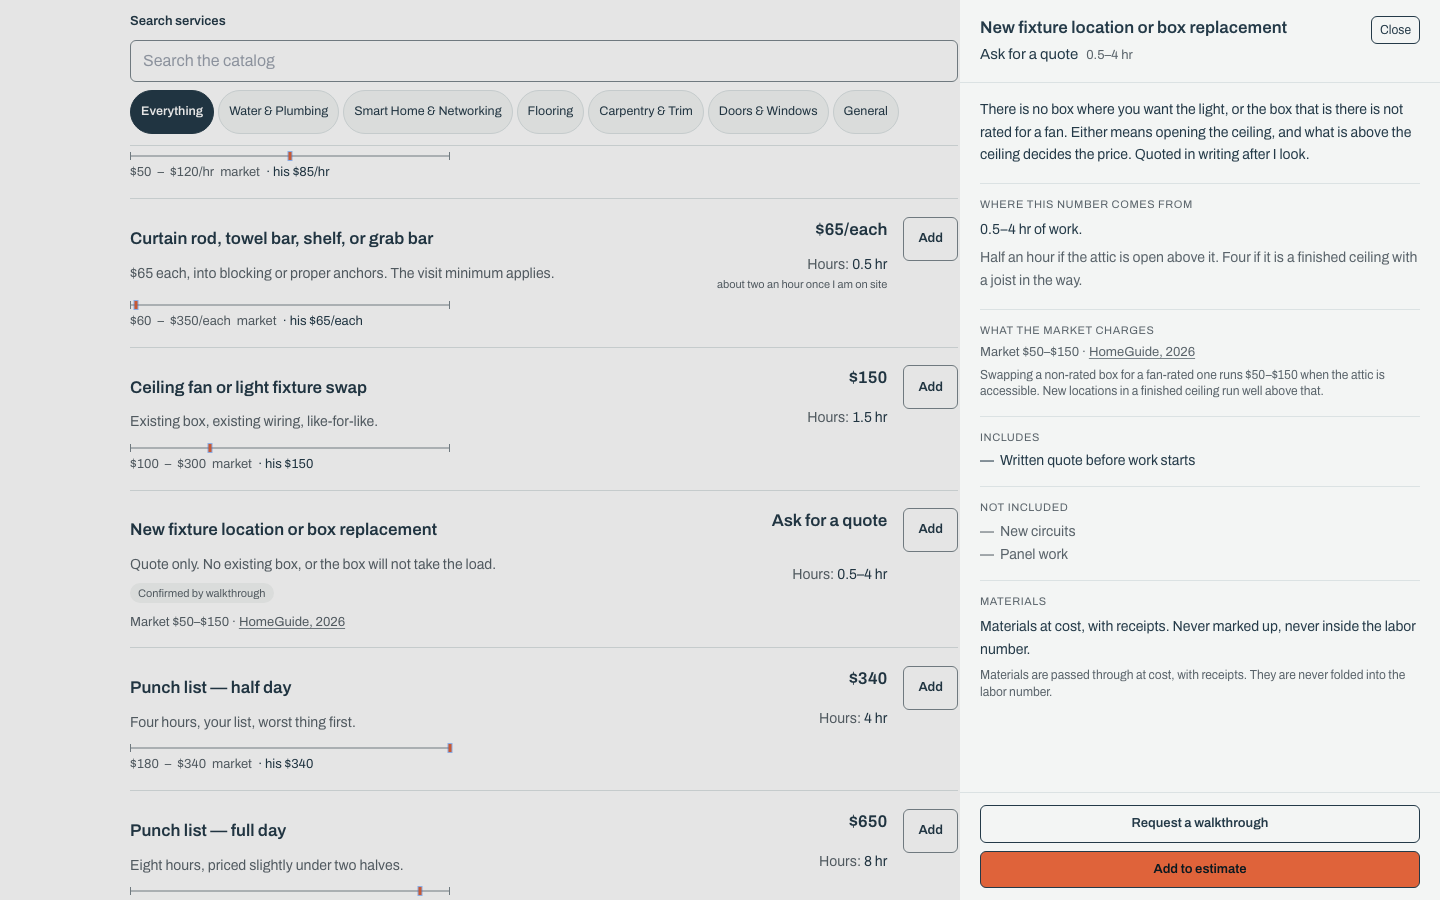 Search services
Search the catalog
Everything
Water & Plumbing
Smart Home & Networking
Flooring
Carpentry & Trim
Doors & Windows
General
$50 – $120/hr market · his $85/hr
Curtain rod, towel bar, shelf, or grab bar
$65/each
Add
$65 each, into blocking or proper anchors. The visit minimum applies.
Hours: 0.5 hr
about two an hour once I am on site
$60 – $350/each market · his $65/each
Ceiling fan or light fixture swap
$150
Add
Existing box, existing wiring, like-for-like.
Hours: 1.5 hr
$100 – $300 market · his $150
New fixture location or box replacement
Ask for a quote
Add
Quote only. No existing box, or the box will not take the load.
Hours: 0.5–4 hr
Confirmed by walkthrough
Market $50–$150 · HomeGuide, 2026
Punch list — half day
$340
Add
Four hours, your list, worst thing first.
Hours: 4 hr
$180 – $340 market · his $340
Punch list — full day
$650
Add
Eight hours, priced slightly under two halves.
Hours: 8 hr
New fixture location or box replacement
Close
Ask for a quote 0.5–4 hr
There is no box where you want the light, or the box that is there is not
rated for a fan. Either means opening the ceiling, and what is above the
ceiling decides the price. Quoted in writing after I look.
WHERE THIS NUMBER COMES FROM
0.5–4 hr of work.
Half an hour if the attic is open above it. Four if it is a finished ceiling with
a joist in the way.
WHAT THE MARKET CHARGES
Market $50–$150 · HomeGuide, 2026
Swapping a non-rated box for a fan-rated one runs $50–$150 when the attic is
accessible. New locations in a finished ceiling run well above that.
INCLUDES
— Written quote before work starts
NOT INCLUDED
— New circuits
— Panel work
MATERIALS
Materials at cost, with receipts. Never marked up, never inside the labor
number.
Materials are passed through at cost, with receipts. They are never folded into the
labor number.
Request a walkthrough
Add to estimate